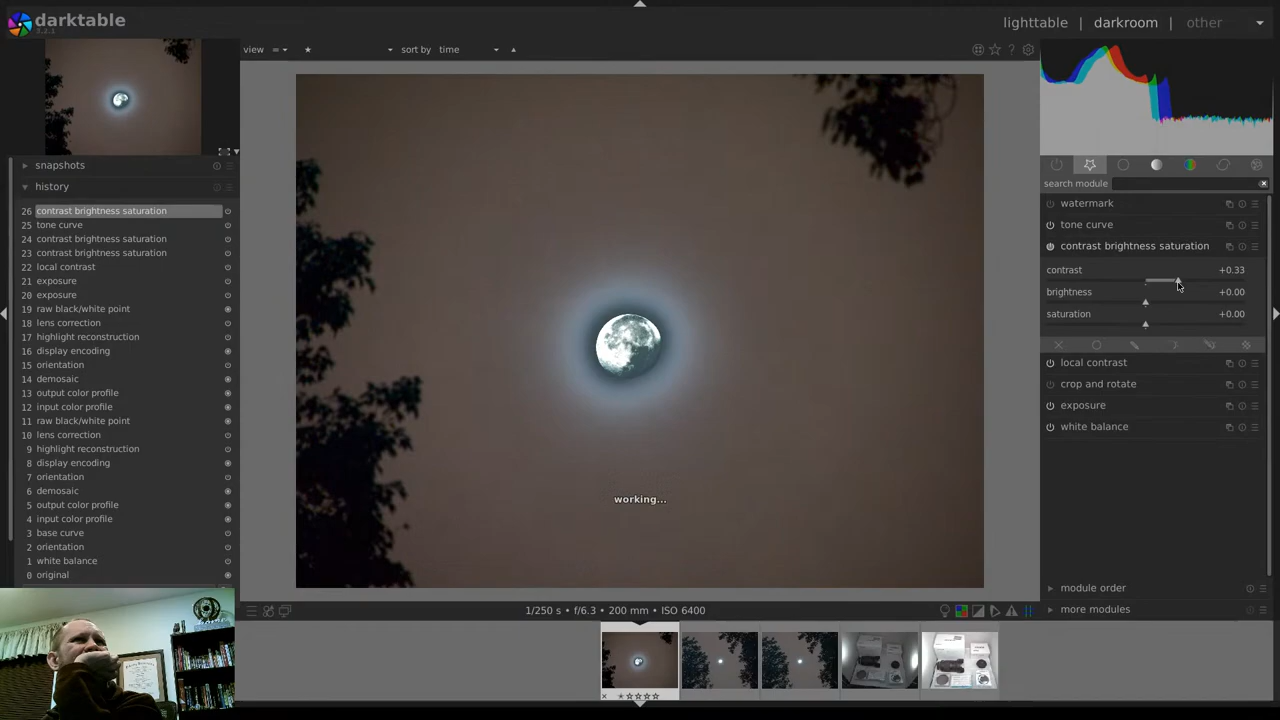 darktable
3.2.1
lighttable | darkroom | other
view =
sort by time
snapshots
history
26 contrast brightness saturation
25 tone curve
24 contrast brightness saturation
23 contrast brightness saturation
22 local contrast
21 exposure
20 exposure
19 raw black/white point
18 lens correction
17 highlight reconstruction
16 display encoding
15 orientation
14 demosaic
13 output color profile
12 input color profile
11 raw black/white point
10 lens correction
9 highlight reconstruction
8 display encoding
7 orientation
6 demosaic
5 output color profile
4 input color profile
3 base curve
2 orientation
1 white balance
0 original
working...
1/250 s • f/6.3 • 200 mm • ISO 6400
search module
watermark
tone curve
contrast brightness saturation
contrast +0.33
brightness +0.00
saturation +0.00
local contrast
crop and rotate
exposure
white balance
module order
more modules